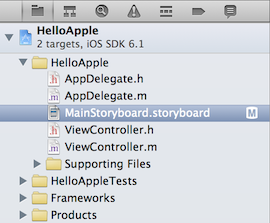 HelloApple
2 targets, iOS SDK 6.1
HelloApple
AppDelegate.h
AppDelegate.m
MainStoryboard.storyboard M
ViewController.h
ViewController.m
Supporting Files
HelloAppleTests
Frameworks
Products